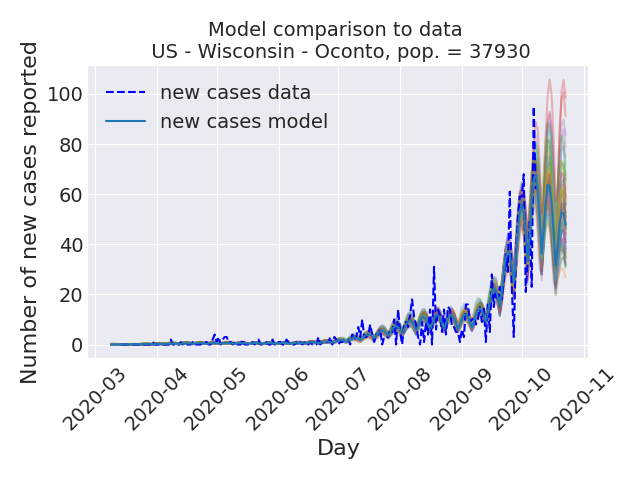 Model comparison to data
US - Wisconsin - Oconto, pop. = 37930
new cases data
new cases model
Number of new cases reported
100
80
60
40
20
0
2020-03
2020-04
2020-05
2020-06
2020-07
2020-08
2020-09
2020-10
2020-11
Day